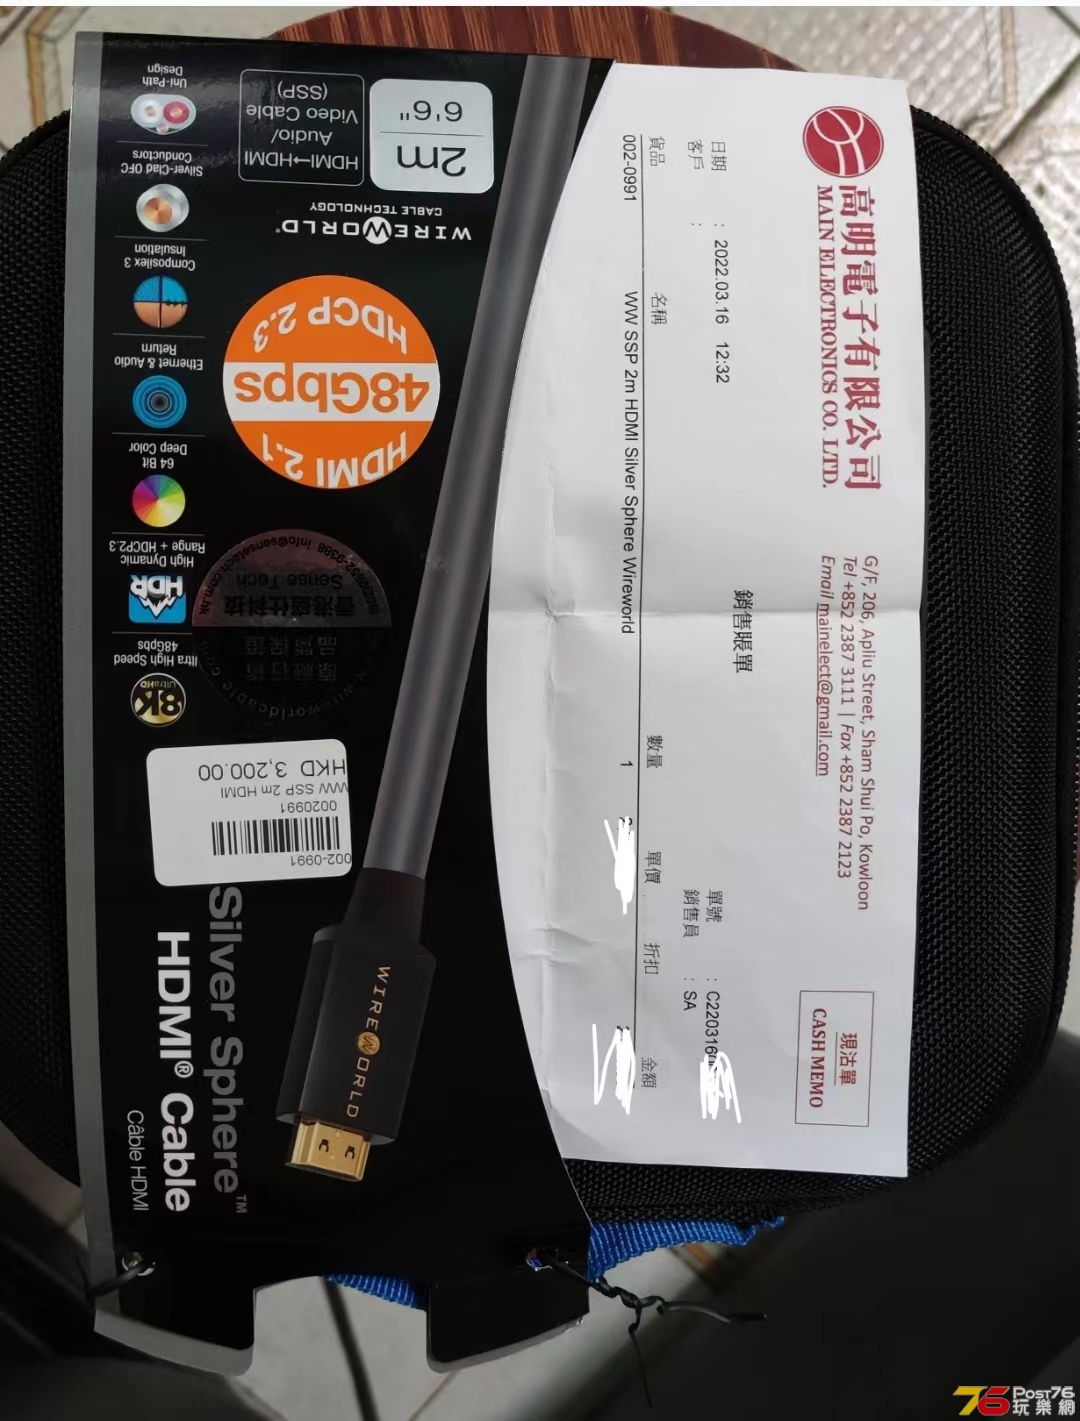 高明電子有限公司
MAIN ELECTRONICS CO. LTD.
G/F, 206, Apliu Street, Sham Shui Po, Kowloon
Tel +852 2387 3111 | Fax +852 2387 2123
Email mainelect@gmail.com
現沽單
CASH MEMO
銷售賬單
日期 : 2022.03.16 12:32
單號 : C220316
客戶 :
銷售員 : SA
貨品 名稱 數量 單價 折扣 金額
002-0991 WW SSP 2m HDMI Silver Sphere Wireworld 1
2m
6'6"
HDMI→HDMI
Audio/
Video Cable
(SSP)
WIREWORLD®
CABLE TECHNOLOGY
HDMI 2.1
48Gbps
HDCP 2.3
8K
UltraHD
ltra High Speed
48Gbps
HDR
High Dynamic
Range + HDCP2.3
64 Bit
Deep Color
Ethernet & Audio
Return
Composilex 3
Insulation
Silver-Clad OFC
Conductors
Uni-Path
Design
Sense Tech
info@sensetech.com.hk
002-0991
0020991
WW SSP 2m HDMI
HKD 3,200.00
Silver Sphere™
HDMI® Cable
Câble HDMI
WIREWORLD
76 POST76
玩樂網